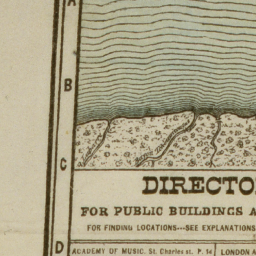 A
B
C
DIRECTO
FOR PUBLIC BUILDINGS A
FOR FINDING LOCATIONS---SEE EXPLANATIONS
D
ACADEMY OF MUSIC. St. Charles st. P. 14
LONDON A